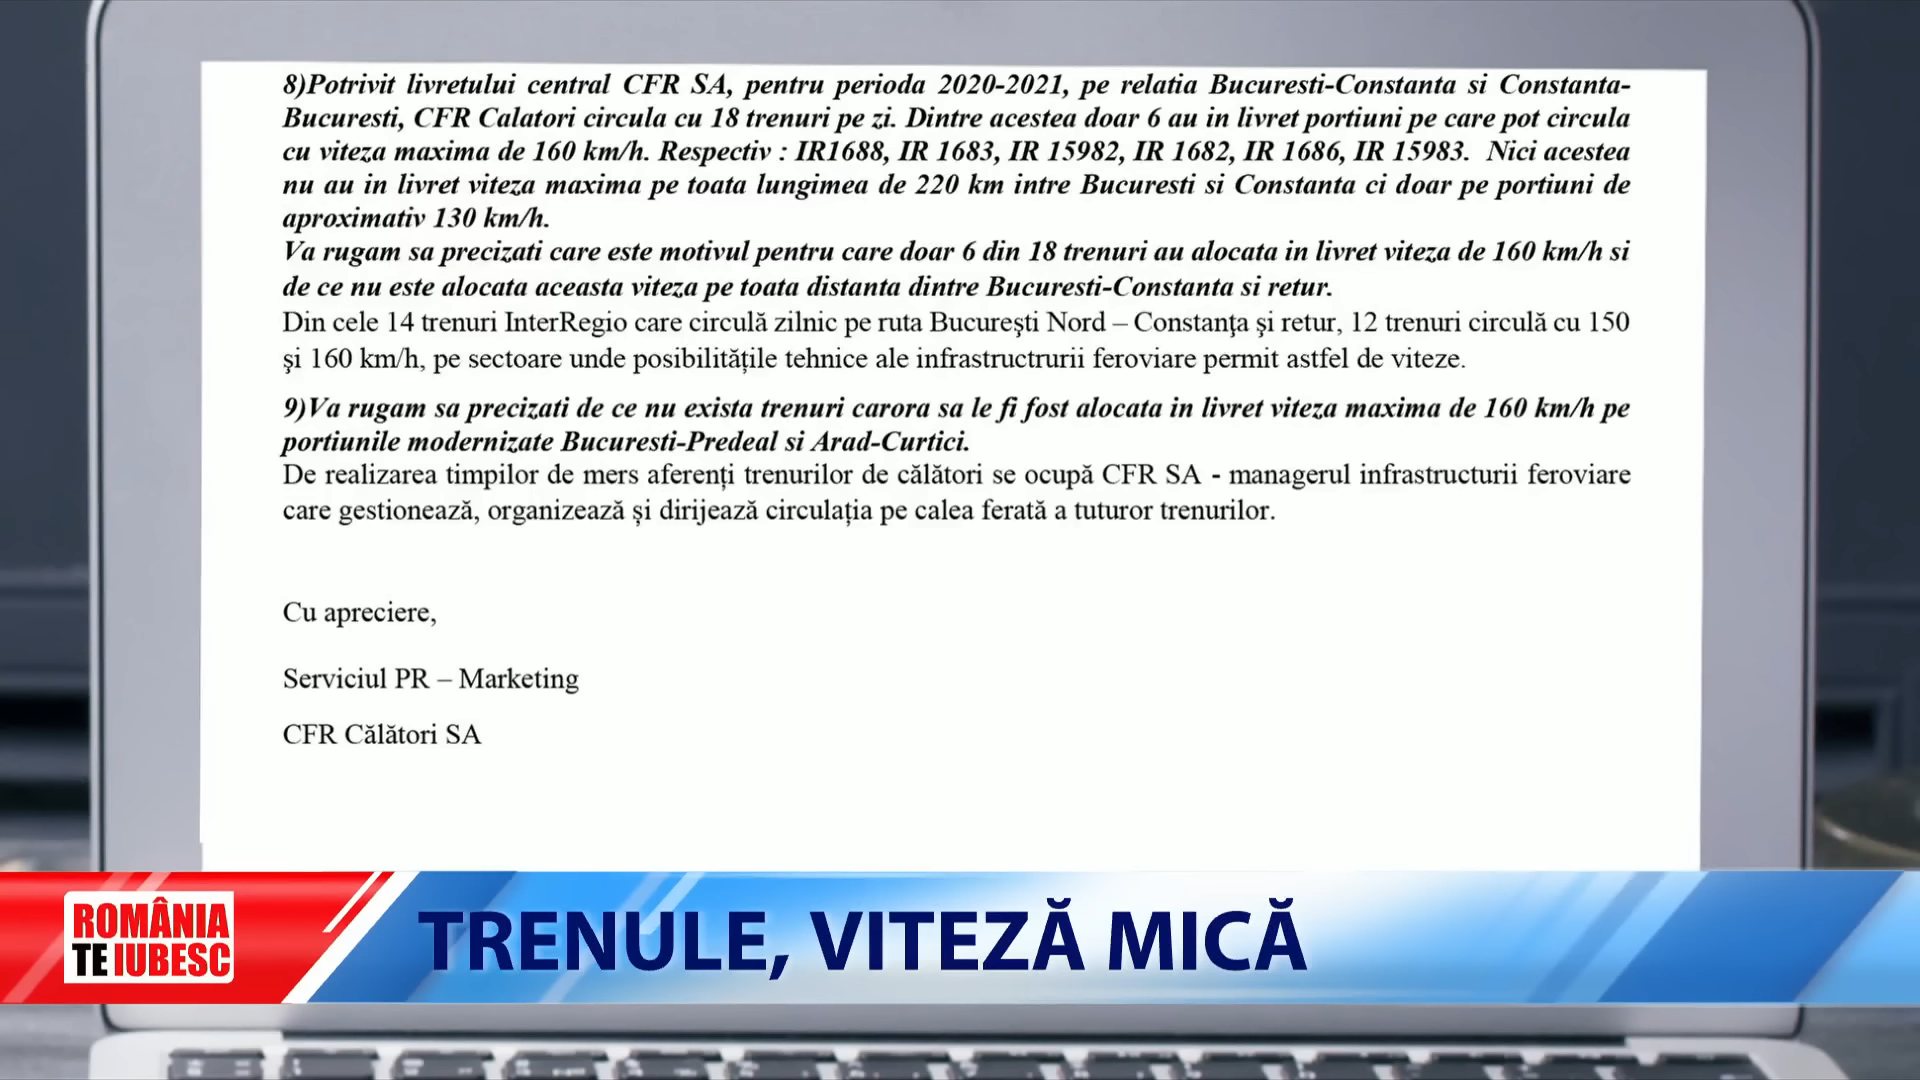 8)Potrivit livretului central CFR SA, pentru perioda 2020-2021, pe relatia Bucuresti-Constanta si Constanta-
Bucuresti, CFR Calatori circula cu 18 trenuri pe zi. Dintre acestea doar 6 au in livret portiuni pe care pot circula
cu viteza maxima de 160 km/h. Respectiv : IR1688, IR 1683, IR 15982, IR 1682, IR 1686, IR 15983. Nici acestea
nu au in livret viteza maxima pe toata lungimea de 220 km intre Bucuresti si Constanta ci doar pe portiuni de
aproximativ 130 km/h.
Va rugam sa precizati care este motivul pentru care doar 6 din 18 trenuri au alocata in livret viteza de 160 km/h si
de ce nu este alocata aceasta viteza pe toata distanta dintre Bucuresti-Constanta si retur.
Din cele 14 trenuri InterRegio care circulă zilnic pe ruta Bucureşti Nord – Constanţa şi retur, 12 trenuri circulă cu 150
şi 160 km/h, pe sectoare unde posibilitățile tehnice ale infrastructrurii feroviare permit astfel de viteze.
9)Va rugam sa precizati de ce nu exista trenuri carora sa le fi fost alocata in livret viteza maxima de 160 km/h pe
portiunile modernizate Bucuresti-Predeal si Arad-Curtici.
De realizarea timpilor de mers aferenți trenurilor de călători se ocupă CFR SA - managerul infrastructurii feroviare
care gestionează, organizează și dirijează circulația pe calea ferată a tuturor trenurilor.
Cu apreciere,
Serviciul PR – Marketing
CFR Călători SA
ROMÂNIA
TE IUBESC
TRENULE, VITEZĂ MICĂ